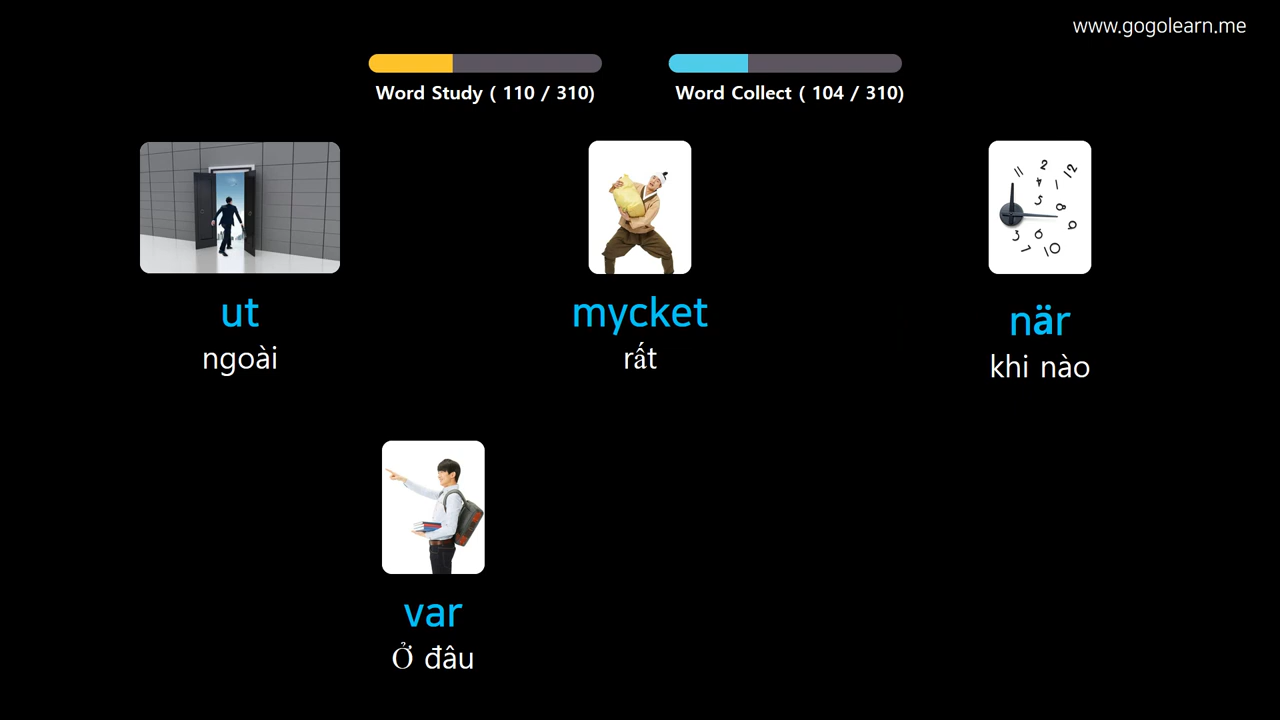 www.gogolearn.me
Word Study ( 110 / 310)
Word Collect ( 104 / 310)
ut
ngoài
mycket
rất
när
khi nào
var
Ở đâu